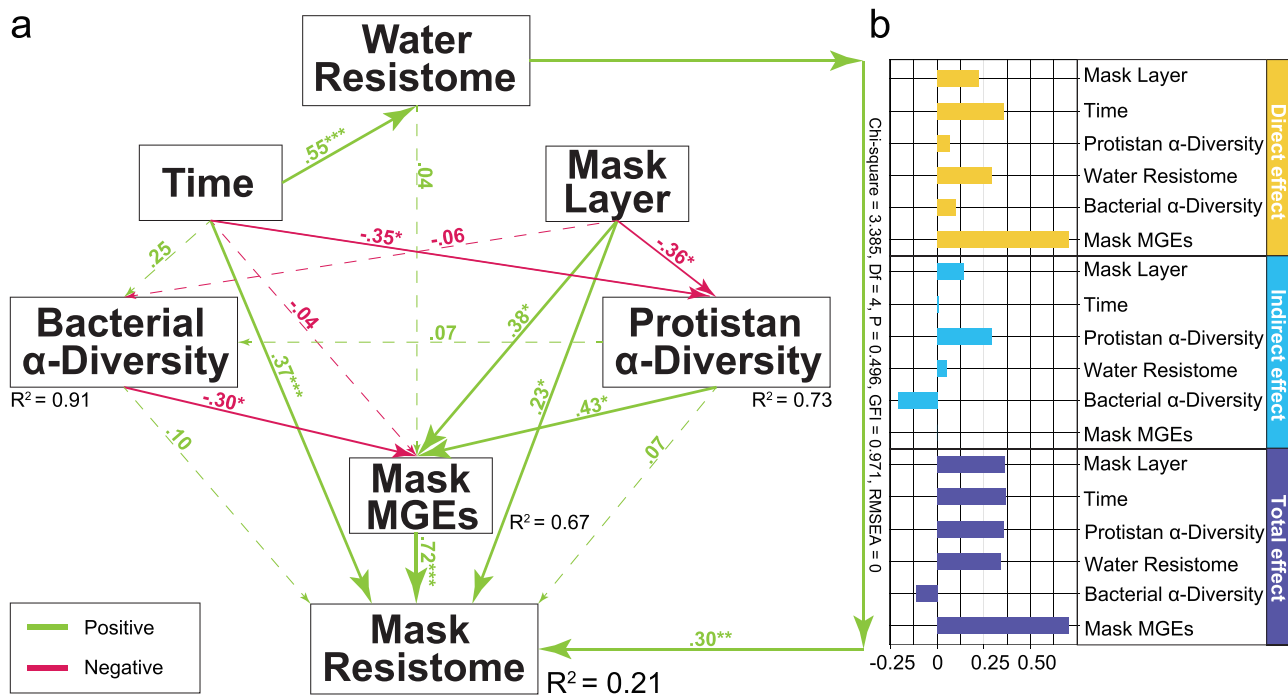 a
Water
Resistome
.55***
.04
Time
Mask
Layer
-.35*
-.06
-.36*
.25
-.04
.38*
Bacterial
α-Diversity
R² = 0.91
.07
Protistan
α-Diversity
R² = 0.73
.37***
.23*
-.30*
.43*
.10
.07
Mask
MGEs
R² = 0.67
.72***
Mask
Resistome
R² = 0.21
.30**
Positive
Negative
Chi-square = 3.385, Df = 4, P = 0.496, GFI = 0.971, RMSEA = 0
b
Mask Layer
Time
Protistan α-Diversity
Water Resistome
Bacterial α-Diversity
Mask MGEs
Direct effect
Mask Layer
Time
Protistan α-Diversity
Water Resistome
Bacterial α-Diversity
Mask MGEs
Indirect effect
Mask Layer
Time
Protistan α-Diversity
Water Resistome
Bacterial α-Diversity
Mask MGEs
Total effect
-0.25 0 0.25 0.50